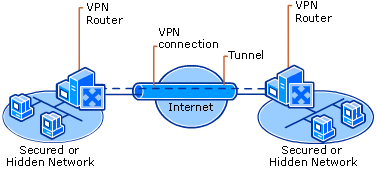 VPN
Router
VPN
connection
Tunnel
VPN
Router
Internet
Secured or
Hidden Network
Secured or
Hidden Network